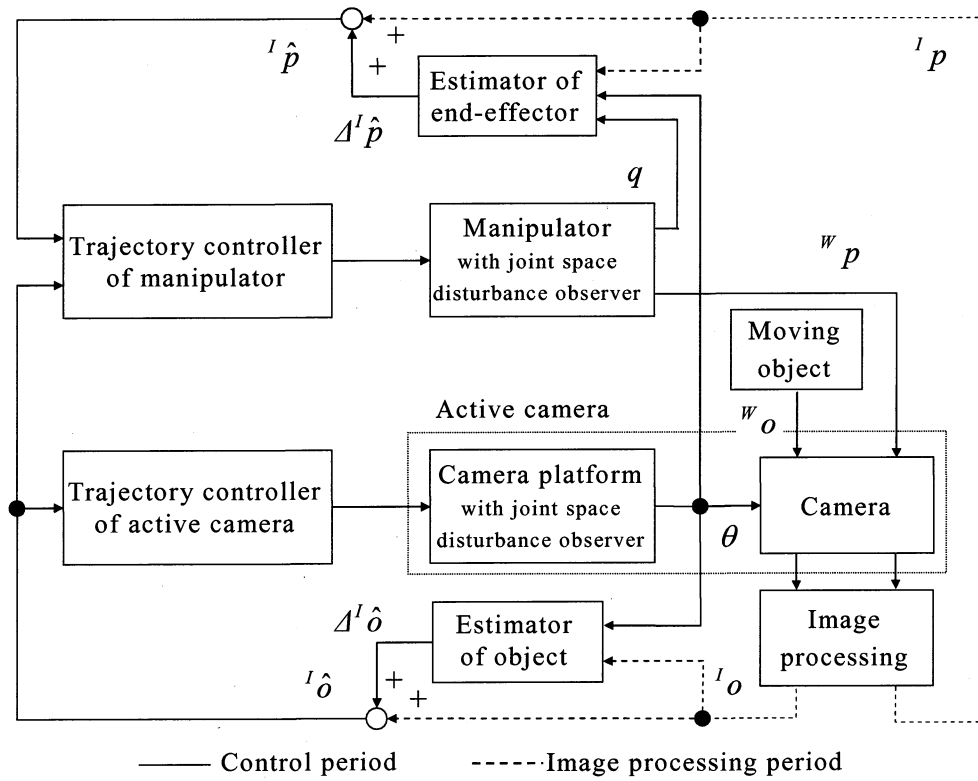 +
I p̂
+
I p
Estimator of
end-effector
Δ I p̂
q
Trajectory controller
of manipulator
Manipulator
with joint space
disturbance observer
W p
Moving
object
Active camera
W o
Trajectory controller
of active camera
Camera platform
with joint space
disturbance observer
θ
Camera
Δ I ô
Estimator
of object
Image
processing
I ô
+
+
I o
Control period
Image processing period